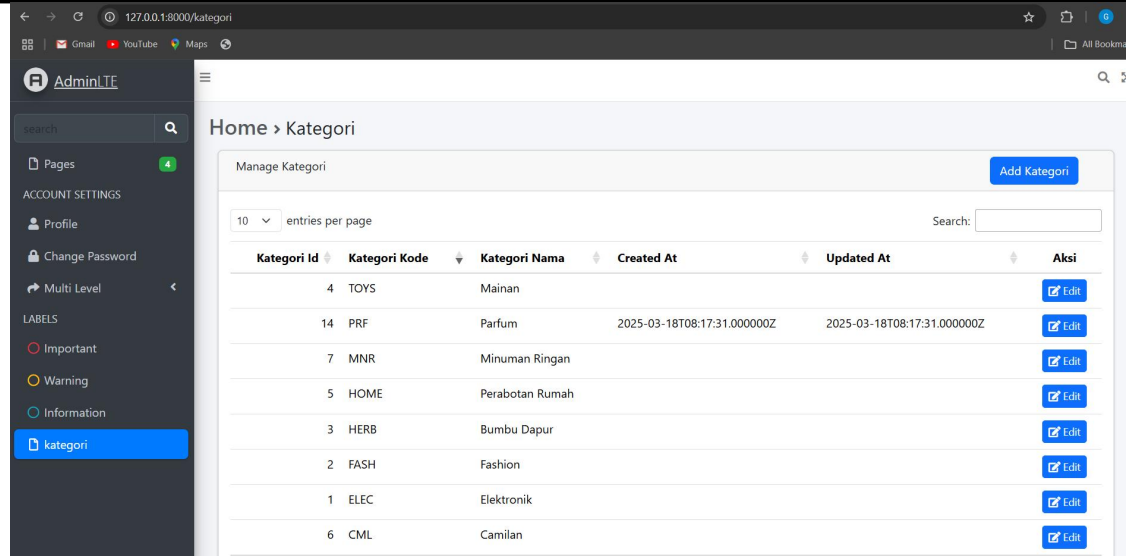 127.0.0.1:8000/kategori
G
Gmail YouTube Maps
All Bookma
AdminLTE
search
Home › Kategori
Pages 4
Manage Kategori
Add Kategori
ACCOUNT SETTINGS
Profile
10 entries per page
Search:
Change Password
Kategori Id Kategori Kode Kategori Nama Created At Updated At Aksi
Multi Level
4 TOYS Mainan Edit
LABELS
14 PRF Parfum 2025-03-18T08:17:31.000000Z 2025-03-18T08:17:31.000000Z Edit
Important
7 MNR Minuman Ringan Edit
Warning
5 HOME Perabotan Rumah Edit
Information
3 HERB Bumbu Dapur Edit
kategori
2 FASH Fashion Edit
1 ELEC Elektronik Edit
6 CML Camilan Edit